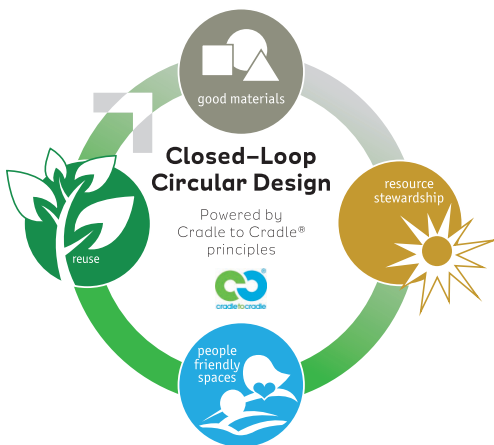 good materials
Closed–Loop
Circular Design
Powered by
Cradle to Cradle®
principles
cradletocradle
®
resource
stewardship
reuse
people
friendly
spaces